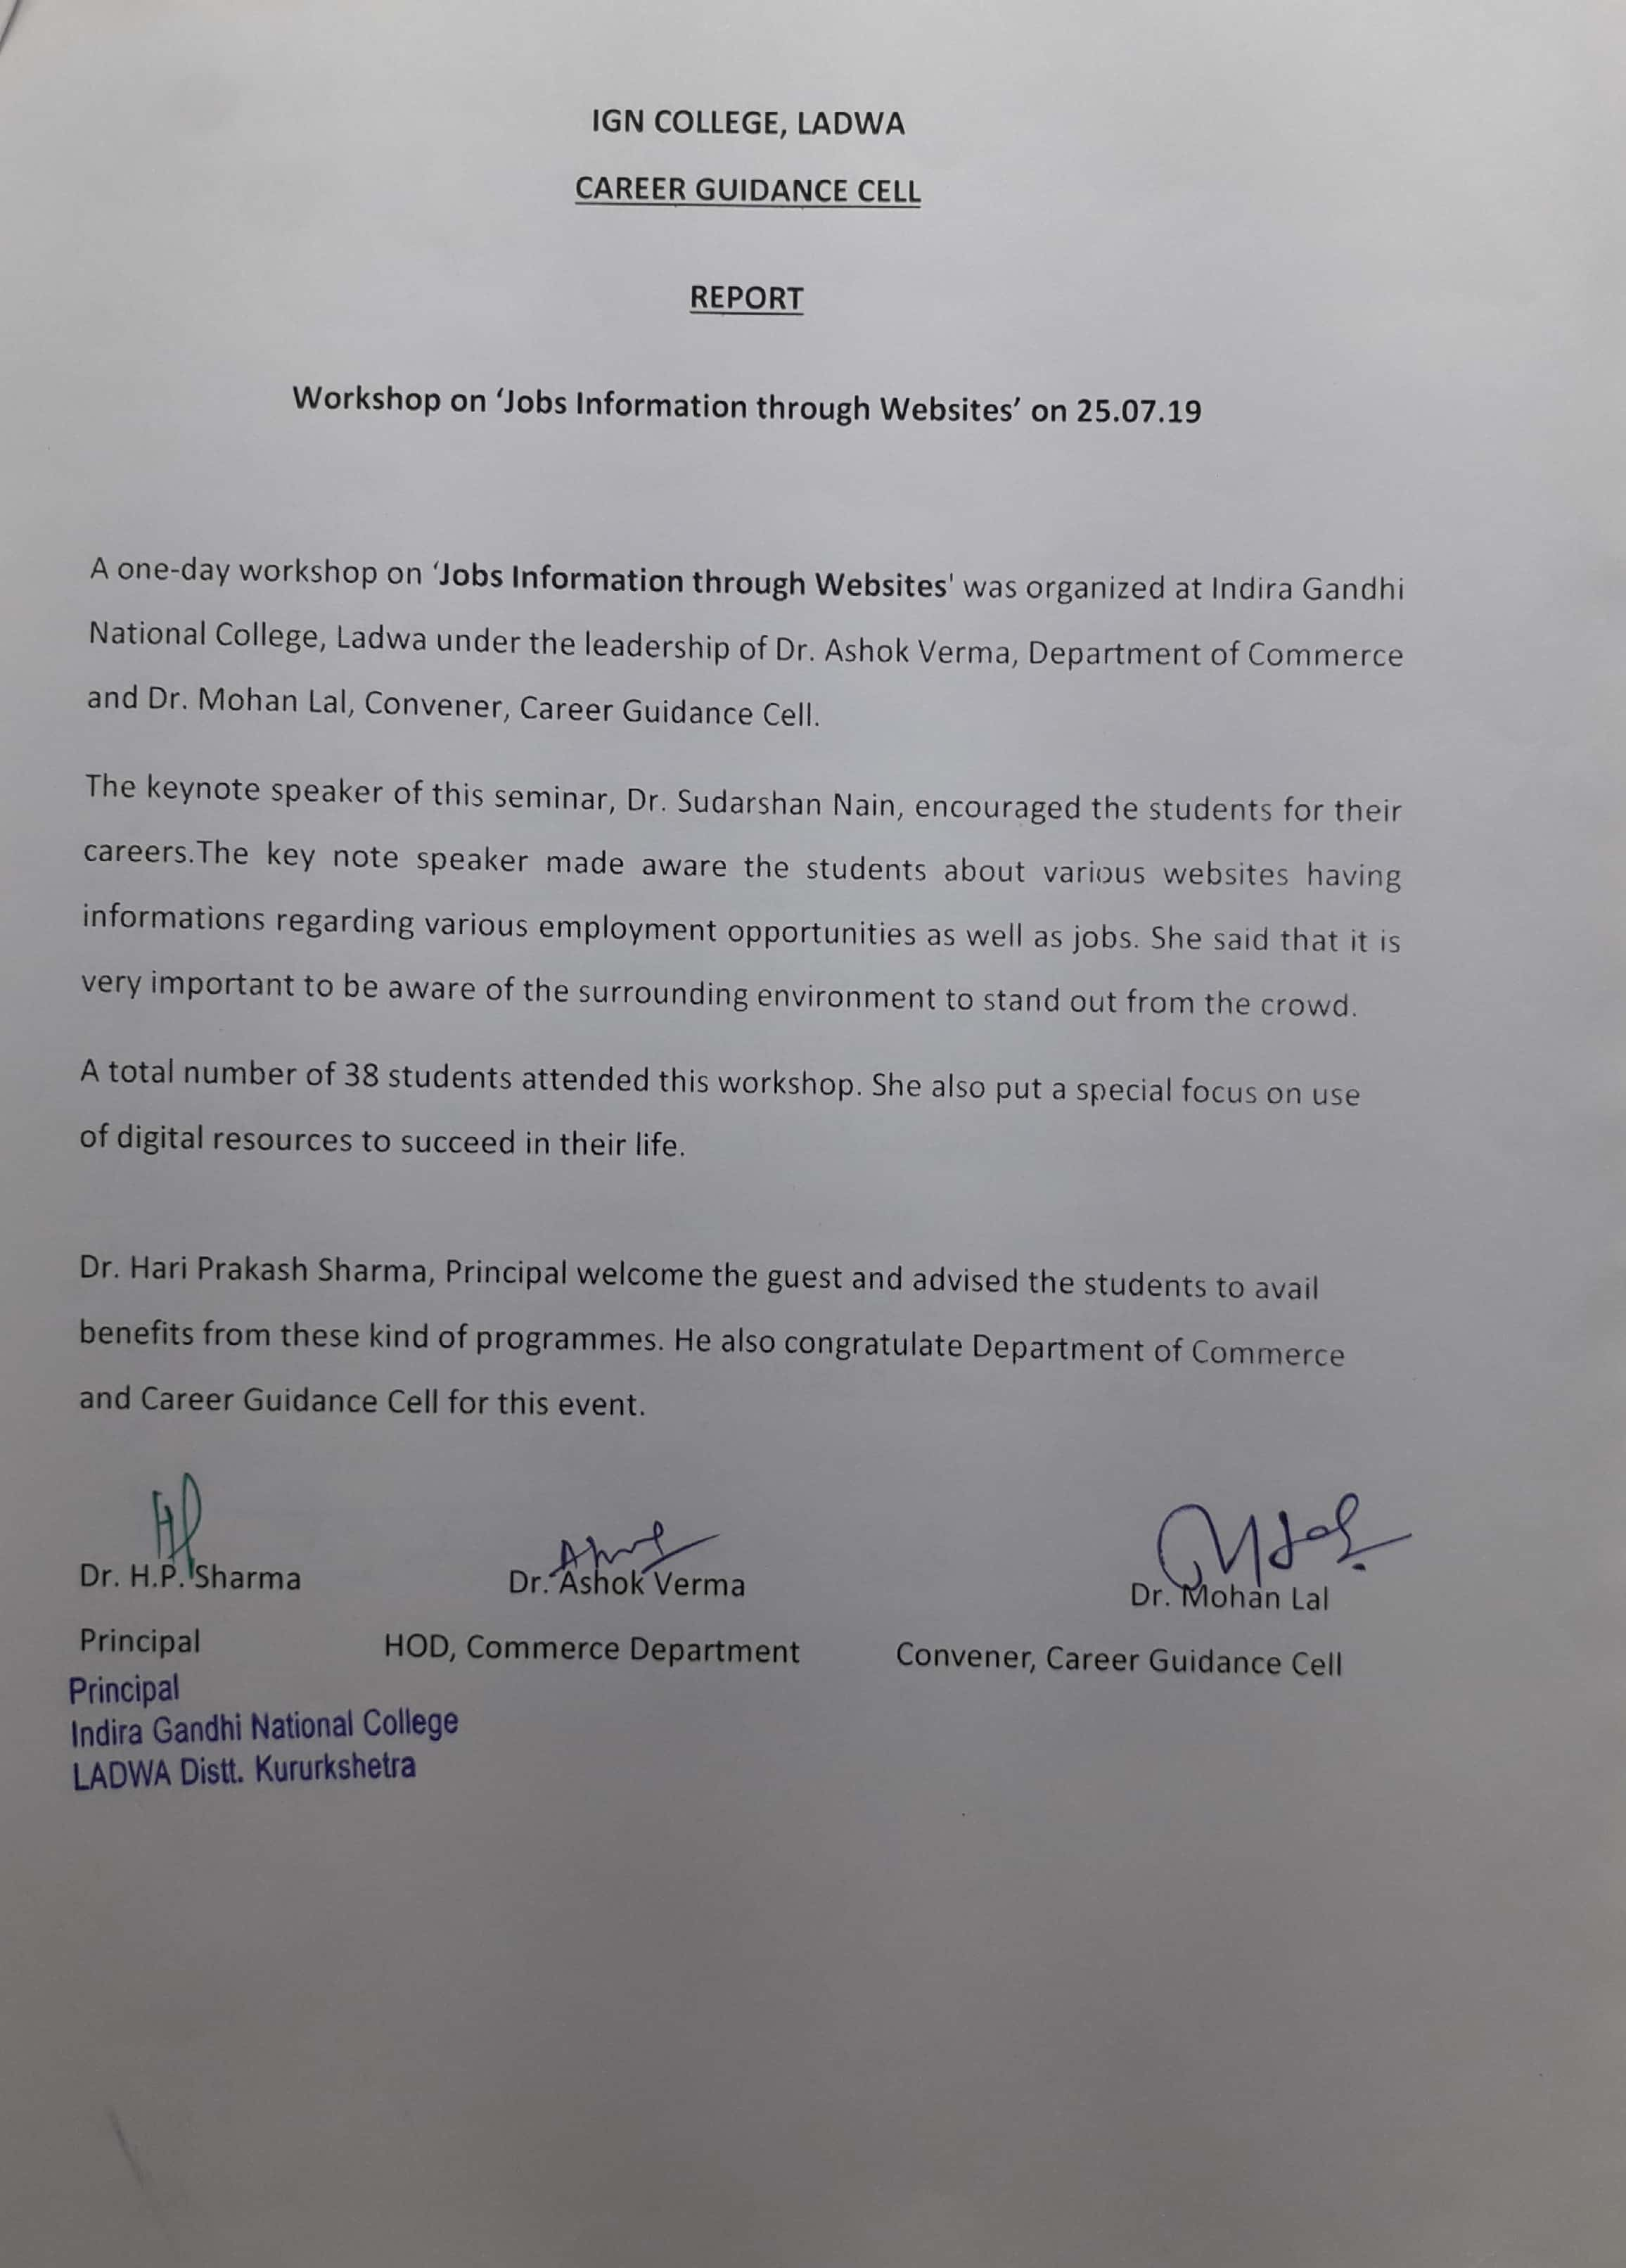 IGN COLLEGE, LADWA
CAREER GUIDANCE CELL
REPORT
Workshop on ‘Jobs Information through Websites’ on 25.07.19
A one-day workshop on ‘Jobs Information through Websites' was organized at Indira Gandhi
National College, Ladwa under the leadership of Dr. Ashok Verma, Department of Commerce
and Dr. Mohan Lal, Convener, Career Guidance Cell.
The keynote speaker of this seminar, Dr. Sudarshan Nain, encouraged the students for their
careers.The key note speaker made aware the students about various websites having
informations regarding various employment opportunities as well as jobs. She said that it is
very important to be aware of the surrounding environment to stand out from the crowd.
A total number of 38 students attended this workshop. She also put a special focus on use
of digital resources to succeed in their life.
Dr. Hari Prakash Sharma, Principal welcome the guest and advised the students to avail
benefits from these kind of programmes. He also congratulate Department of Commerce
and Career Guidance Cell for this event.
Dr. H.P. Sharma Dr. Ashok Verma Dr. Mohan Lal
Principal HOD, Commerce Department Convener, Career Guidance Cell
Principal
Indira Gandhi National College
LADWA Distt. Kururkshetra